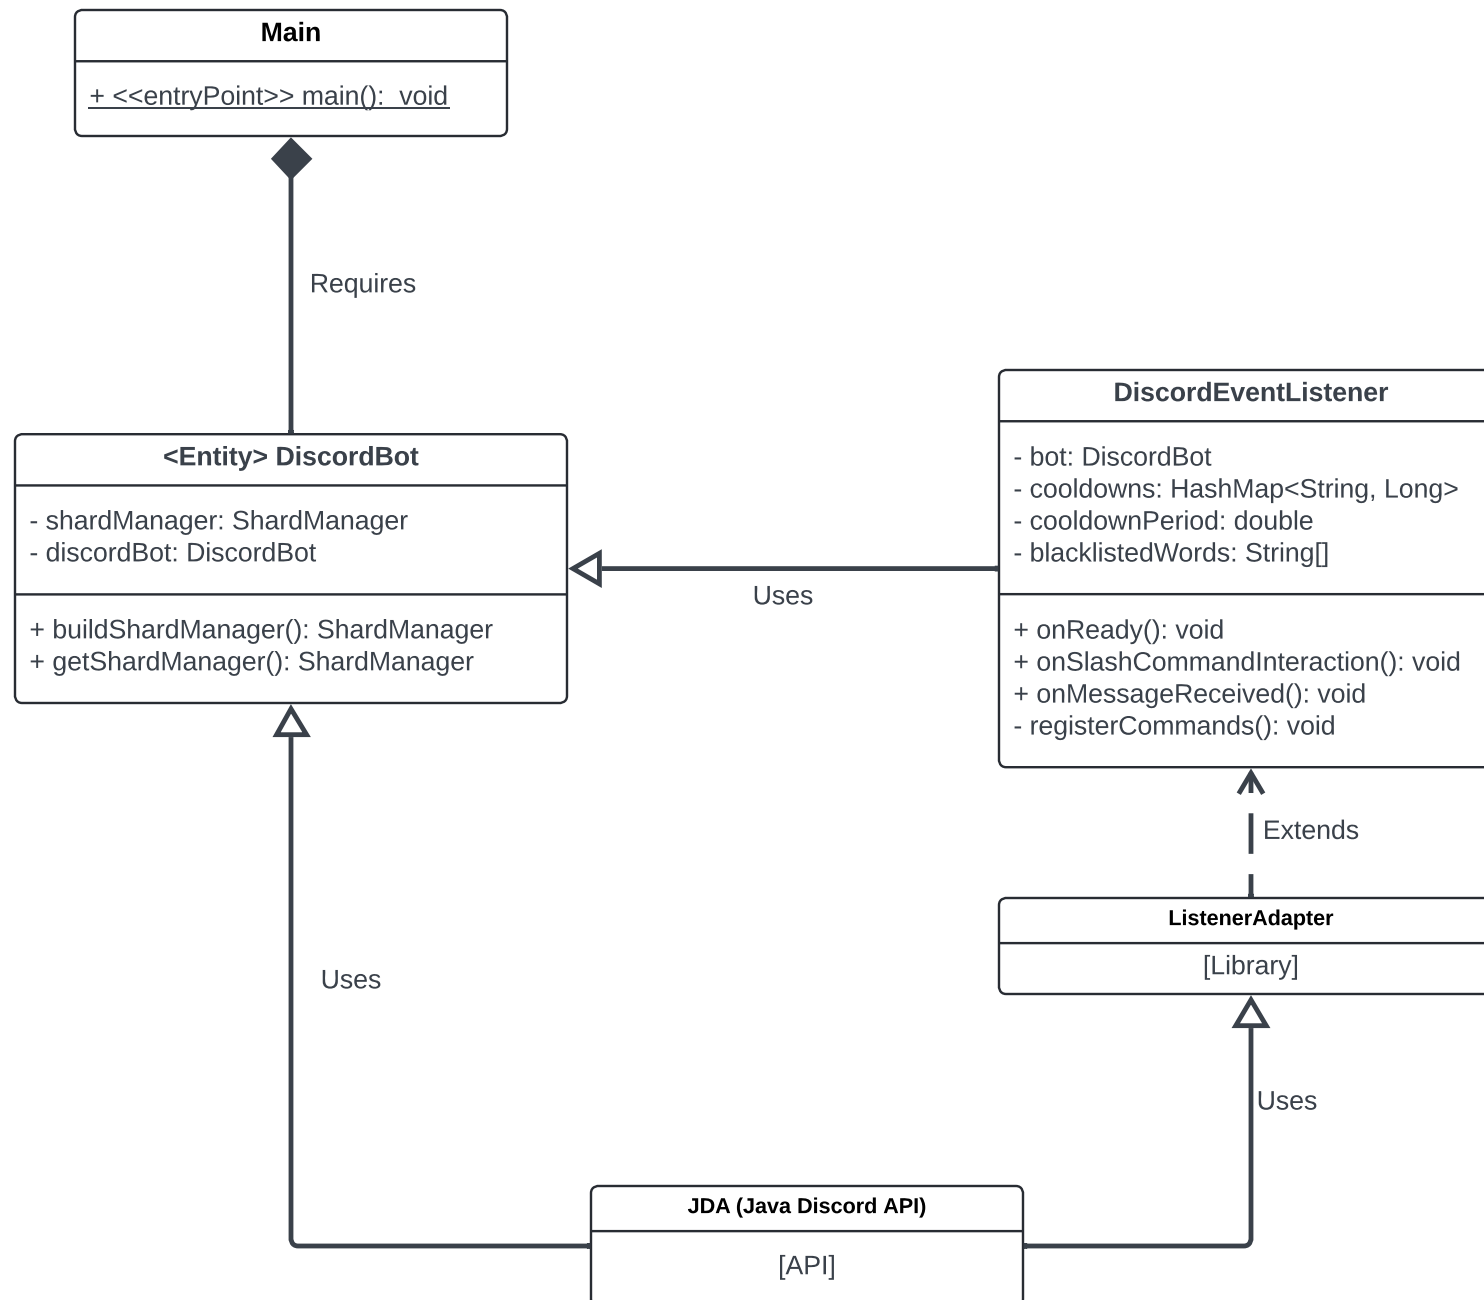 Main
+ <<entryPoint>> main():  void
Requires
<Entity> DiscordBot
- shardManager: ShardManager
- discordBot: DiscordBot
+ buildShardManager(): ShardManager
+ getShardManager(): ShardManager
Uses
DiscordEventListener
- bot: DiscordBot
- cooldowns: HashMap<String, Long>
- cooldownPeriod: double
- blacklistedWords: String[]
+ onReady(): void
+ onSlashCommandInteraction(): void
+ onMessageReceived(): void
- registerCommands(): void
Extends
ListenerAdapter
[Library]
Uses
Uses
JDA (Java Discord API)
[API]